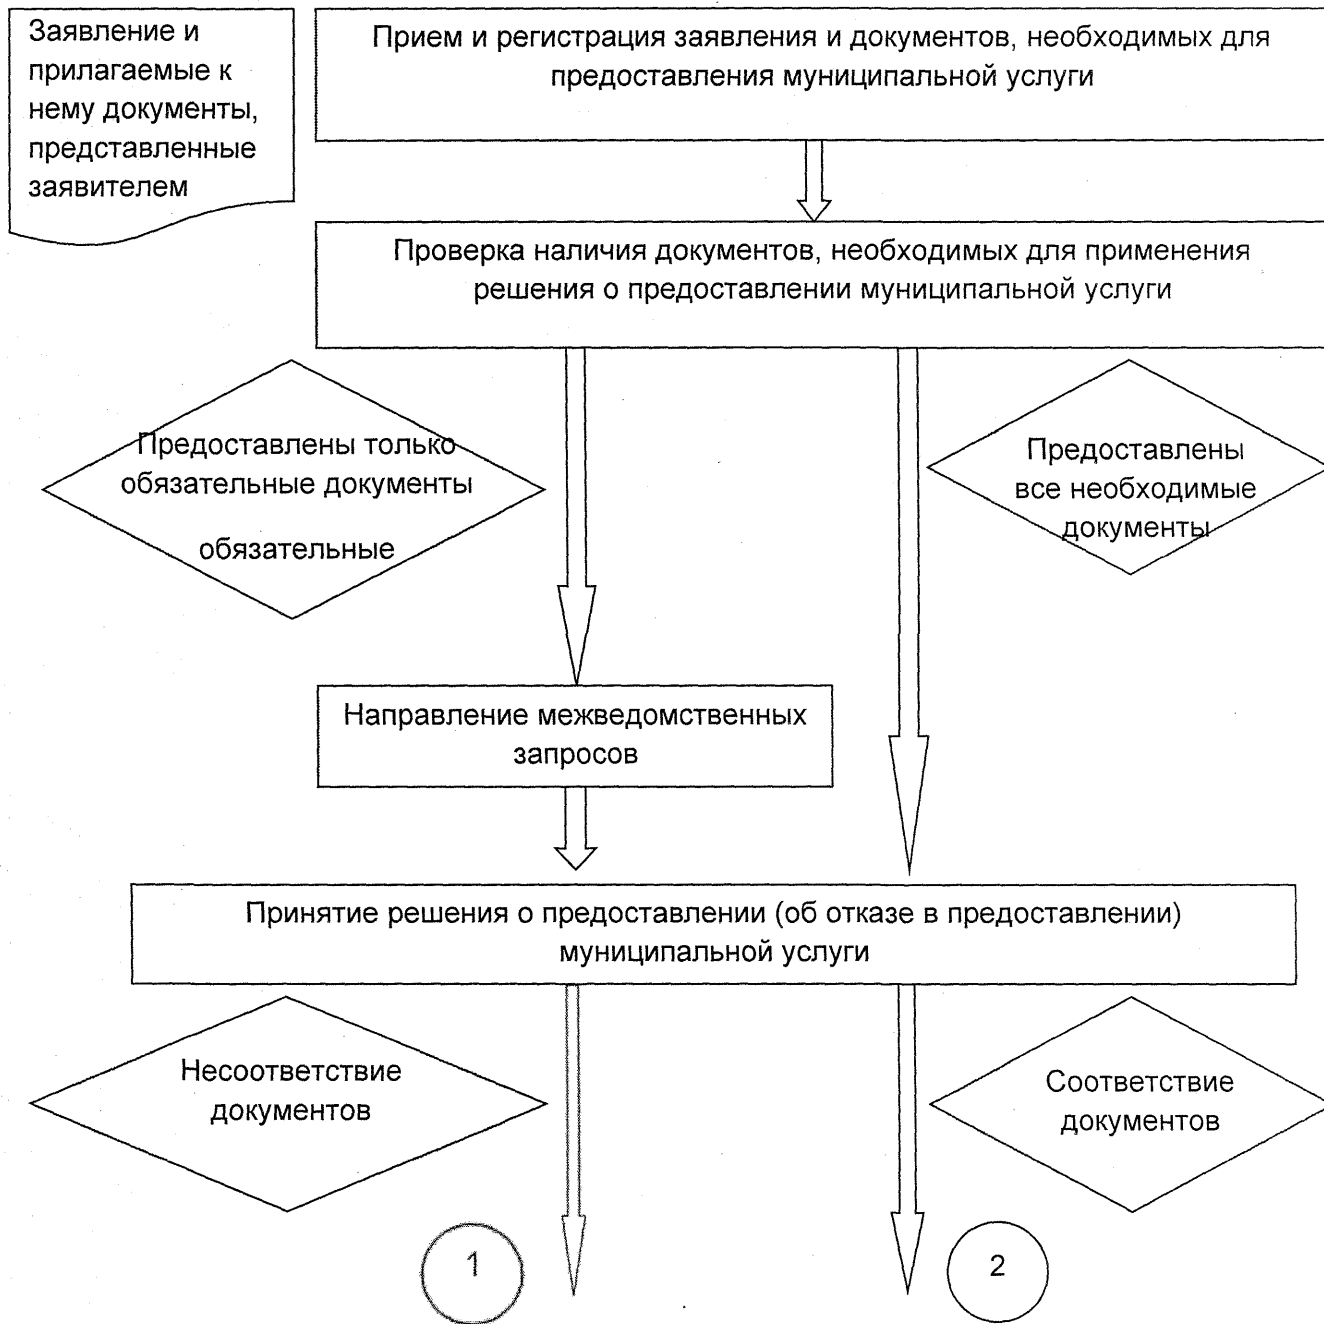 Заявление и
прилагаемые к
нему документы,
представленные
заявителем
Прием и регистрация заявления и документов, необходимых для
предоставления муниципальной услуги
Проверка наличия документов, необходимых для применения
решения о предоставлении муниципальной услуги
Предоставлены только
обязательные документы
обязательные
Предоставлены
все необходимые
документы
Направление межведомственных
запросов
Принятие решения о предоставлении (об отказе в предоставлении)
муниципальной услуги
Несоответствие
документов
Соответствие
документов
1
2